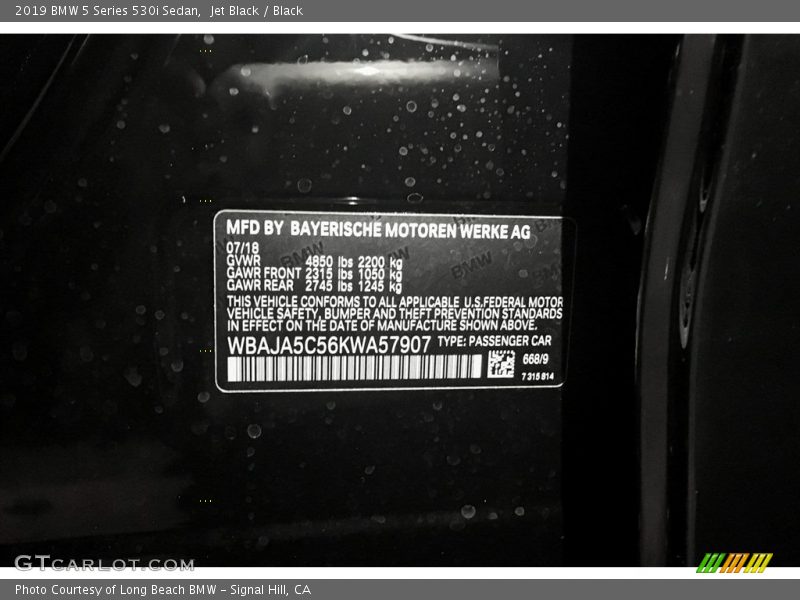 2019 BMW 5 Series 530i Sedan,  Jet Black / Black
MFD BY BAYERISCHE MOTOREN WERKE AG
07/18
GVWR 4850 lbs 2200 kg
GAWR FRONT 2315 lbs 1050 kg
GAWR REAR 2745 lbs 1245 kg
THIS VEHICLE CONFORMS TO ALL APPLICABLE U.S.FEDERAL MOTOR
VEHICLE SAFETY, BUMPER AND THEFT PREVENTION STANDARDS
IN EFFECT ON THE DATE OF MANUFACTURE SHOWN ABOVE.
WBAJA5C56KWA57907 TYPE: PASSENGER CAR
668/9
7 315 814
BMW BMW BMW
GTCARLOT.COM
Photo Courtesy of Long Beach BMW – Signal Hill, CA